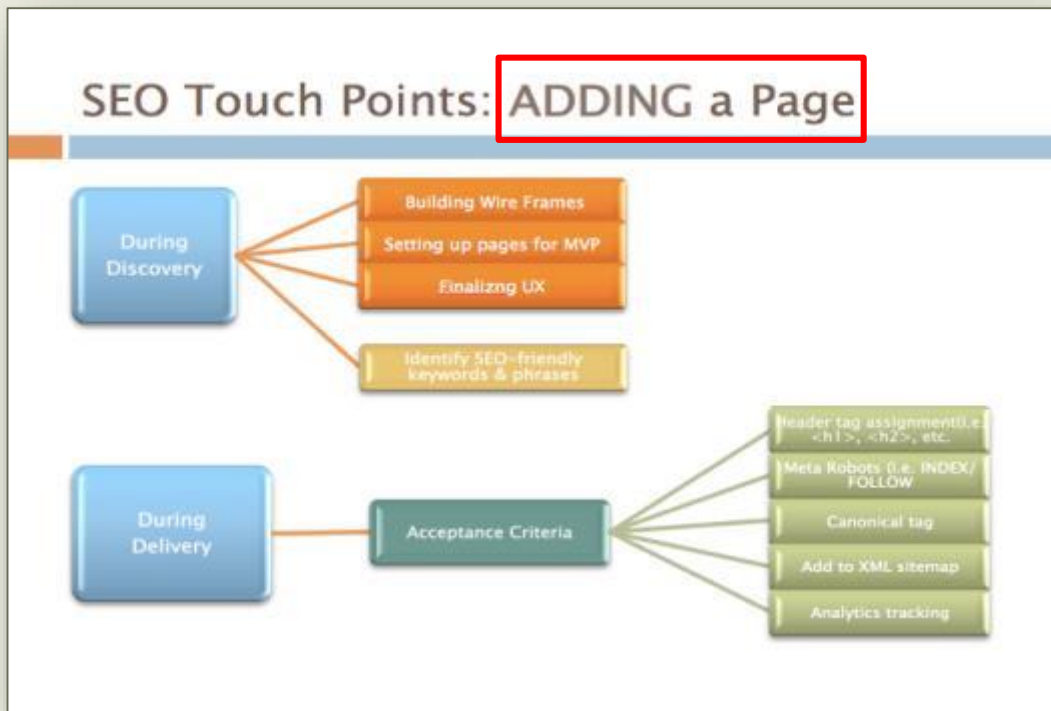 SEO Touch Points: ADDING a Page
During
Discovery
Building Wire Frames
Setting up pages for MVP
Finalizng UX
Identify SEO-friendly
keywords & phrases
During
Delivery
Acceptance Criteria
Header tag assignment(i.e.
<h1>, <h2>, etc.
Meta Robots (i.e. INDEX/
FOLLOW
Canonical tag
Add to XML sitemap
Analytics tracking